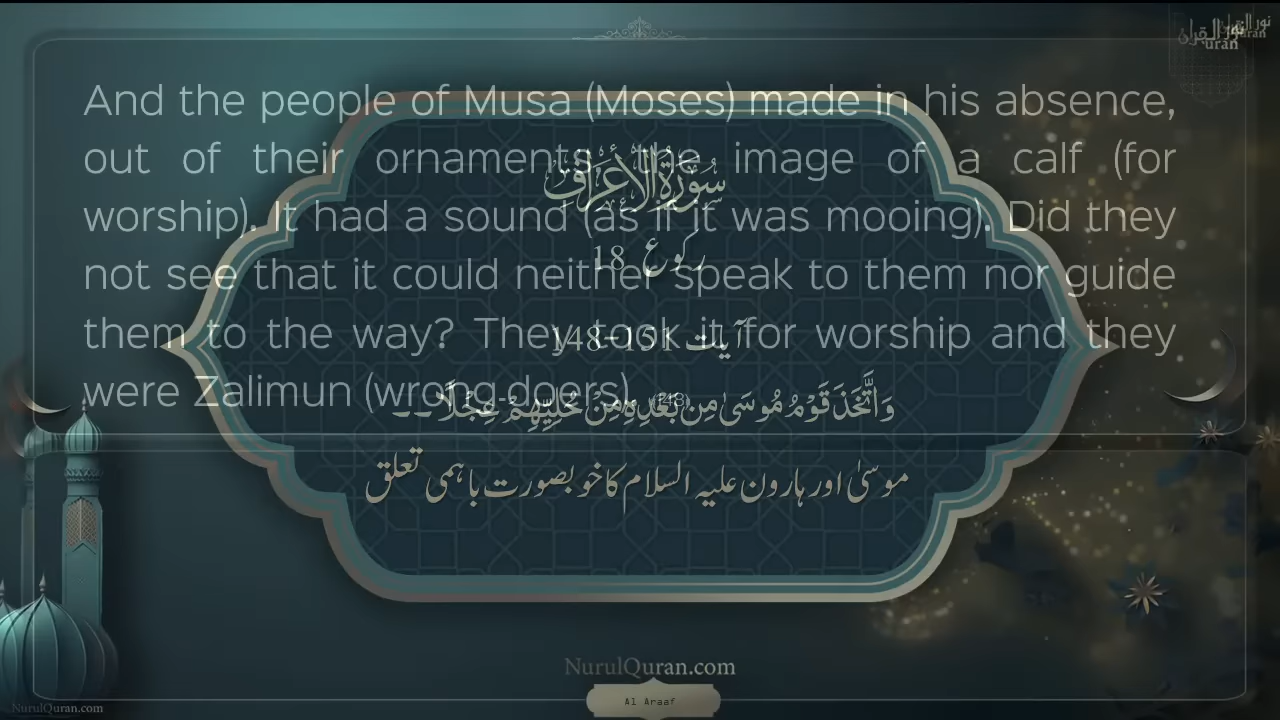 And the people of Musa (Moses) made in his absence,
out of their ornaments, the image of a calf (for
worship). It had a sound (as if it was mooing). Did they
not see that it could neither speak to them nor guide
them to the way? They took it for worship and they
were Zalimun (wrong-doers).
سُوۡرَةُ الۡاَعۡرَافِ
رکوع 18
آیات 151-148
وَاتَّخَذَ قَوۡمُ مُوۡسٰى مِنۡۢ بَعۡدِهٖ مِنۡ حُلِيِّهِمۡ عِجۡلًا۔۔
موسیٰ اور ہارون علیہ السلام کا خوبصورت باہمی تعلق
NurulQuran.com
Al Araaf
NurulQuran.com